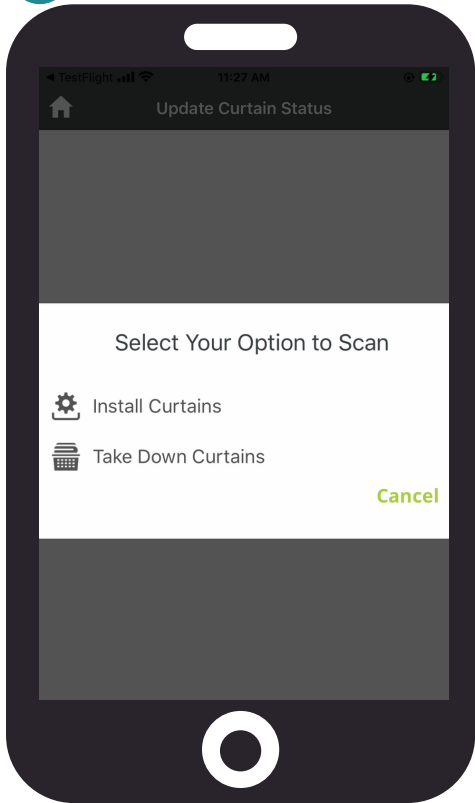 TestFlight 11:27 AM
Update Curtain Status
Select Your Option to Scan
Install Curtains
Take Down Curtains
Cancel